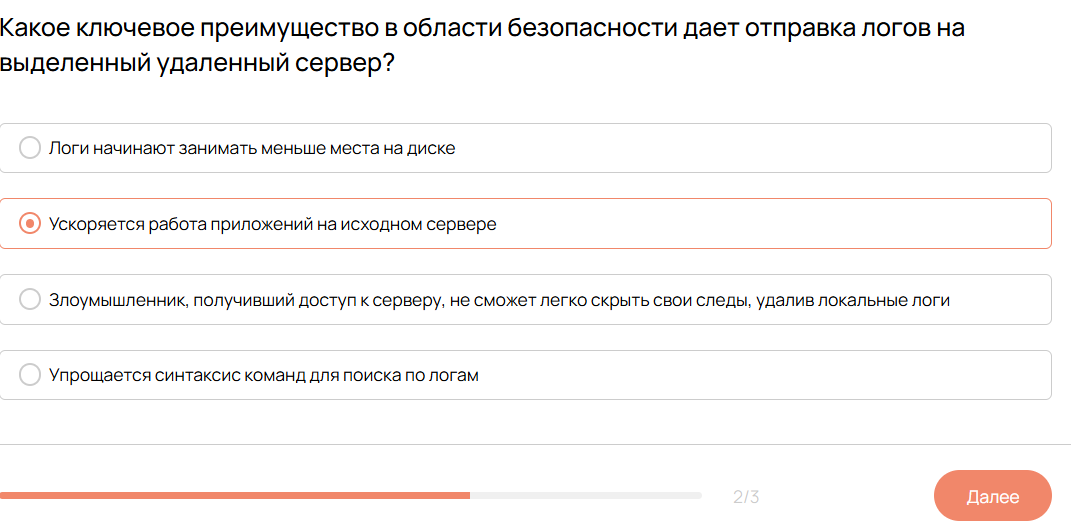 Какое ключевое преимущество в области безопасности дает отправка логов на
выделенный удаленный сервер?
Логи начинают занимать меньше места на диске
Ускоряется работа приложений на исходном сервере
Злоумышленник, получивший доступ к серверу, не сможет легко скрыть свои следы, удалив локальные логи
Упрощается синтаксис команд для поиска по логам
2/3
Далее